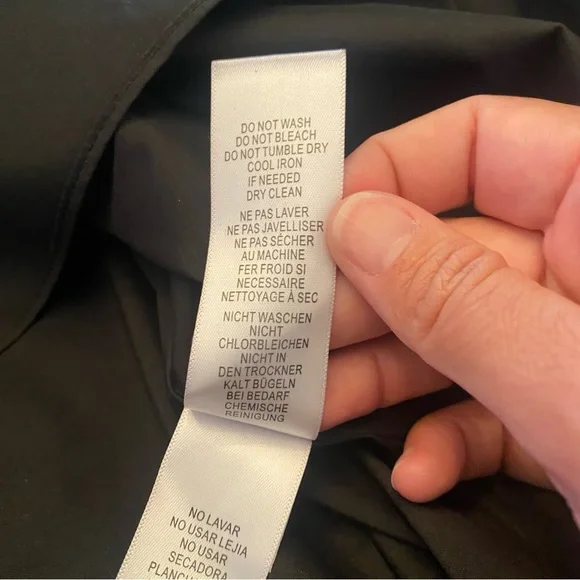 DO NOT WASH
DO NOT BLEACH
DO NOT TUMBLE DRY
COOL IRON
IF NEEDED
DRY CLEAN
NE PAS LAVER
NE PAS JAVELLISER
NE PAS SÈCHER
AU MACHINE
FER FROID SI
NECESSAIRE
NETTOYAGE À SEC
NICHT WASCHEN
NICHT
CHLORBLEICHEN
NICHT IN
DEN TROCKNER
KALT BÜGELN
BEI BEDARF
CHEMISCHE
REINIGUNG
NO LAVAR
NO USAR LEJIA
NO USAR
SECADORA